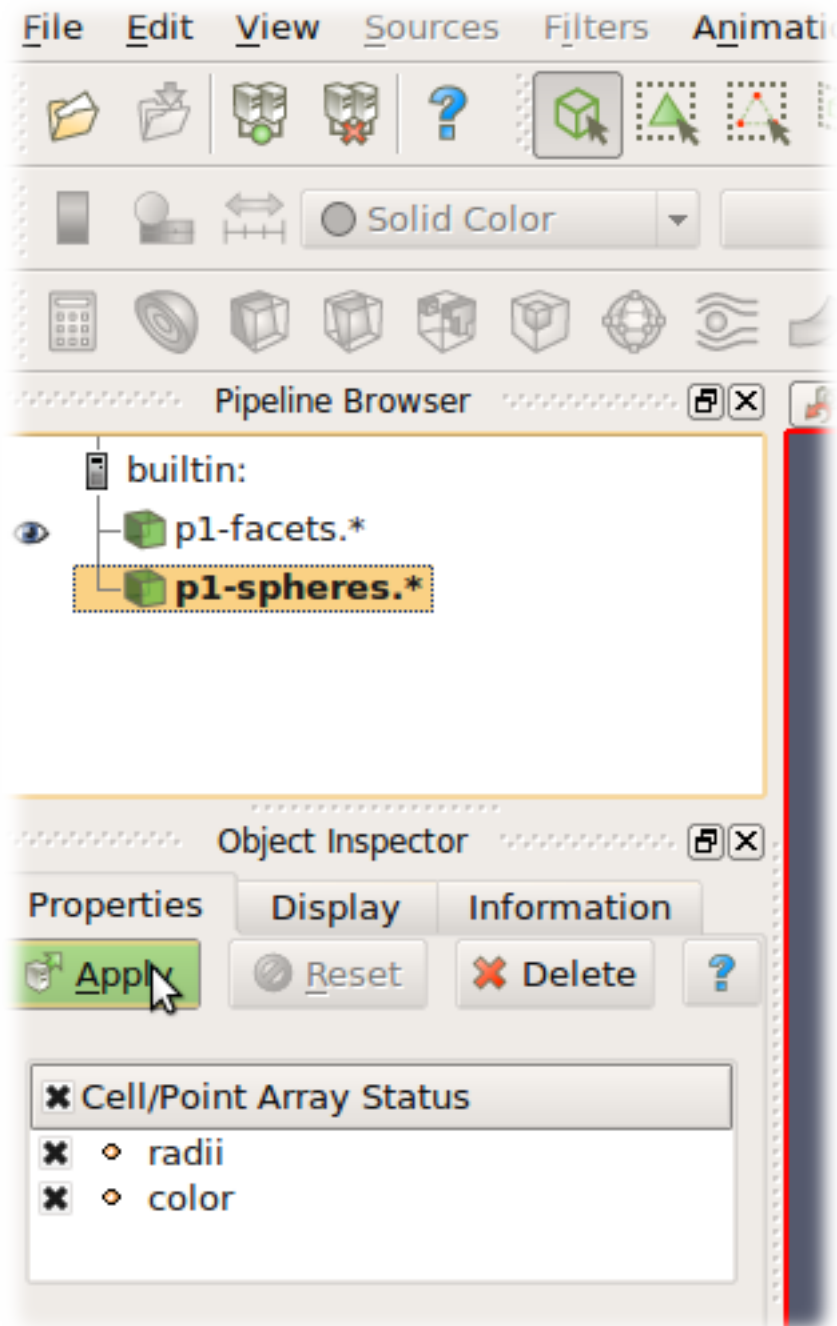 File Edit View Sources Filters
Solid Color
Pipeline Browser
builtin:
p1-facets.*
p1-spheres.*
Object Inspector
Properties Display Information
Apply Reset Delete
Cell/Point Array Status
radii
color